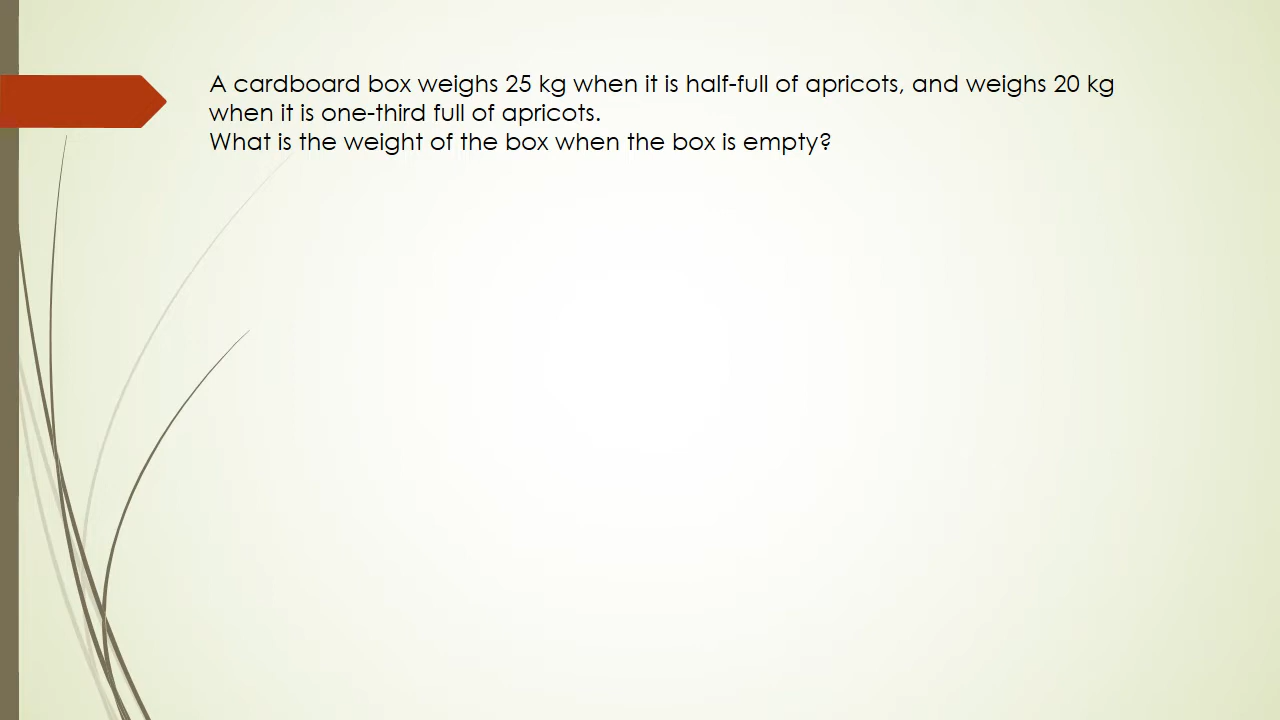 A cardboard box weighs 25 kg when it is half-full of apricots, and weighs 20 kg
when it is one-third full of apricots.
What is the weight of the box when the box is empty?